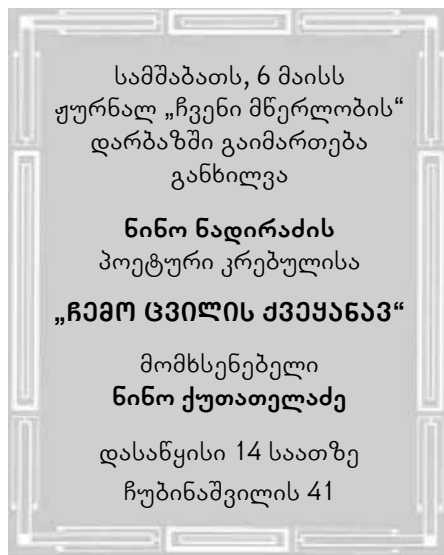 სამშაბათს, 6 მაისს
ჟურნალ „ჩვენი მწერლობის“
დარბაზში გაიმართება
განხილვა
ნინო ნადირაძის
პოეტური კრებულისა
„ჩემო ცვილის ქვეყანავ“
მომხსენებელი
ნინო ქუთათელაძე
დასაწყისი 14 საათზე
ჩუბინაშვილის 41